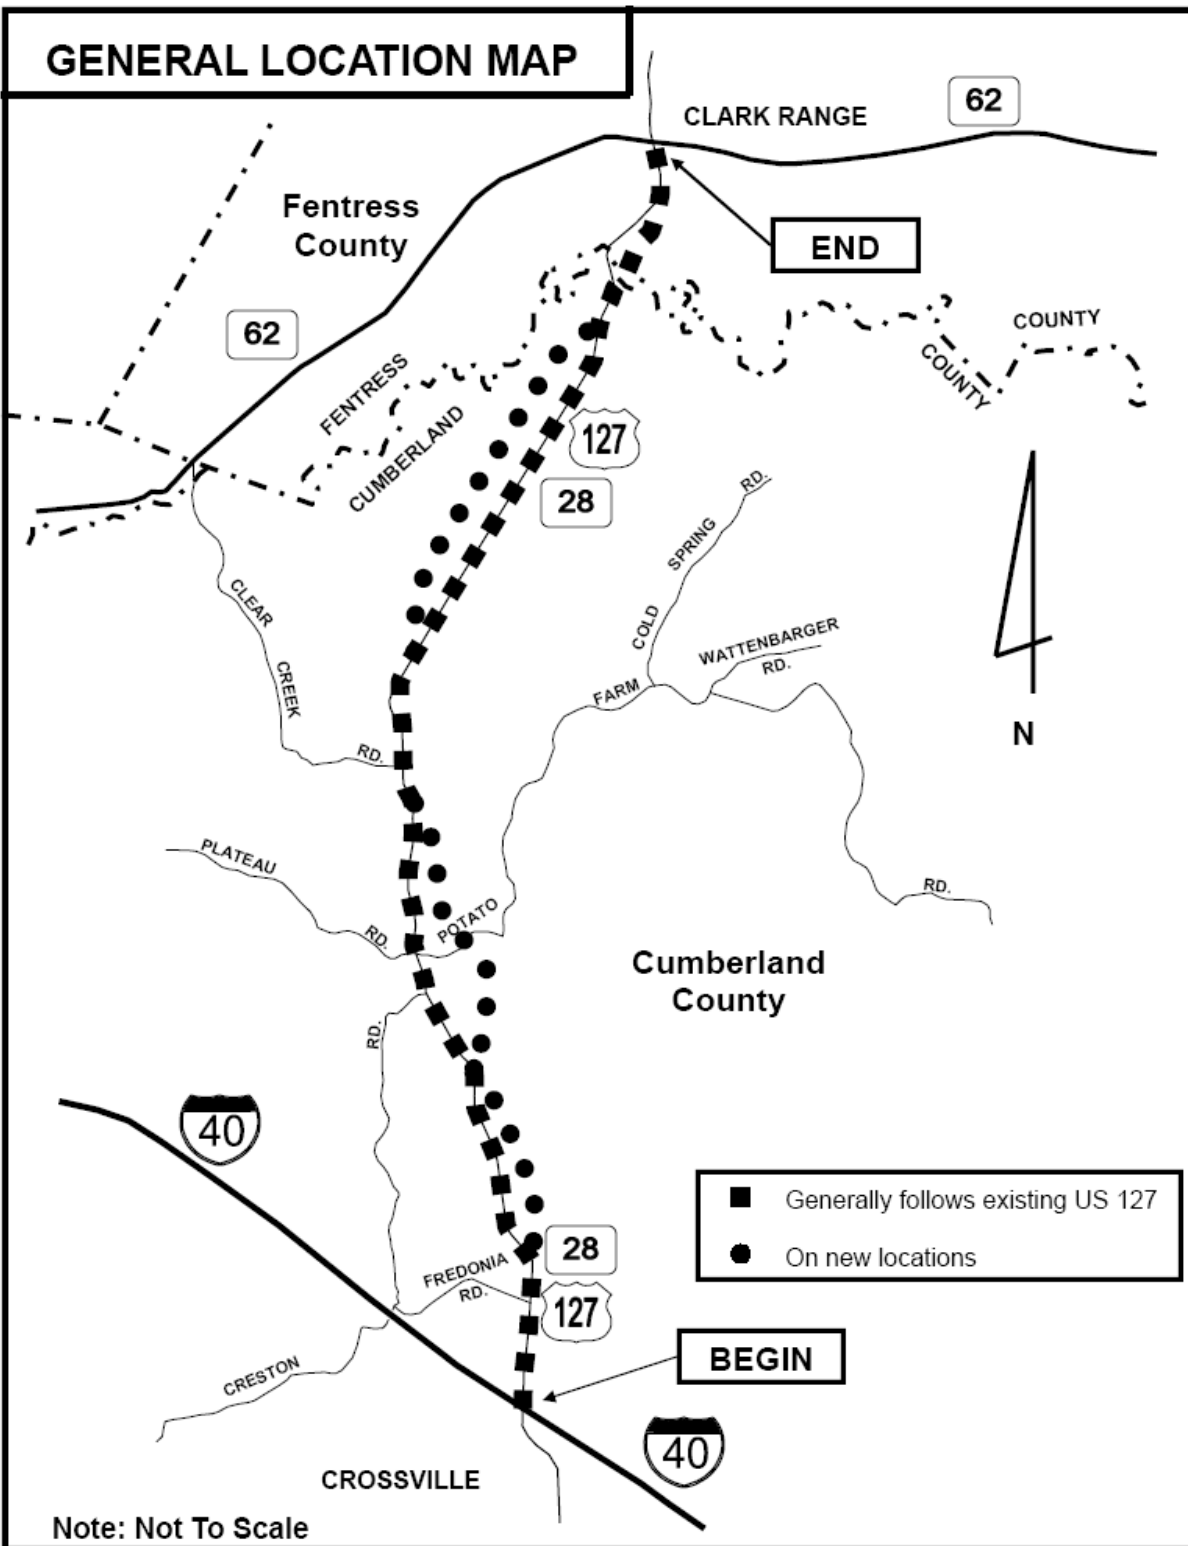 GENERAL LOCATION MAP
CLARK RANGE
62
Fentress
County
END
62
FENTRESS
CUMBERLAND
COUNTY
COUNTY
127
28
COLD SPRING RD.
WATTENBARGER
RD.
CLEAR CREEK RD.
FARM
N
PLATEAU RD.
POTATO
RD.
Cumberland
County
RD.
40
Generally follows existing US 127
On new locations
28
FREDONIA
RD.
127
BEGIN
CRESTON
40
CROSSVILLE
Note: Not To Scale